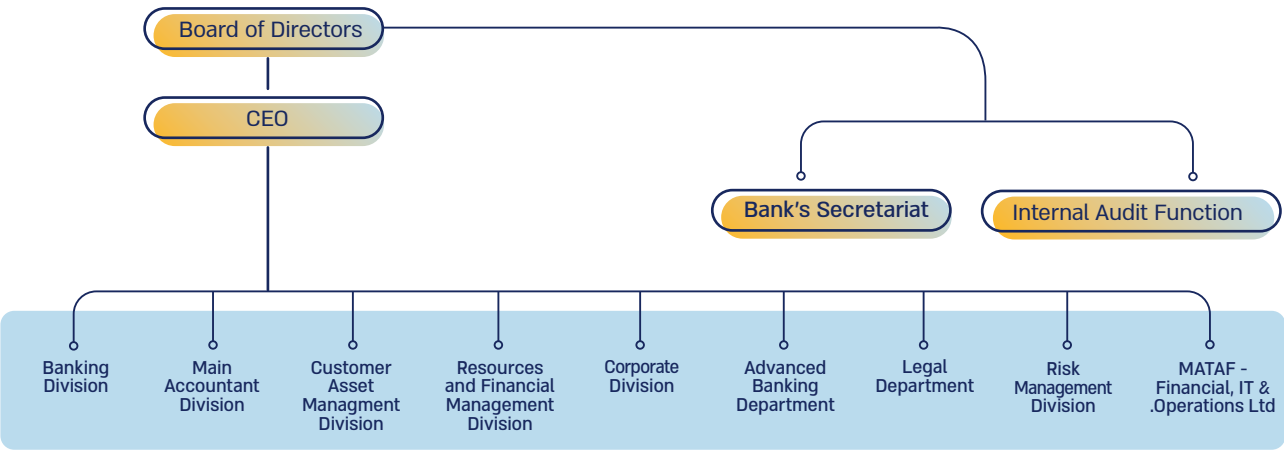 Board of Directors
CEO
Bank's Secretariat
Internal Audit Function
Banking
Division
Main
Accountant
Division
Customer
Asset
Managment
Division
Resources
and Financial
Management
Division
Corporate
Division
Advanced
Banking
Department
Legal
Department
Risk
Management
Division
MATAF -
Financial, IT &
.Operations Ltd